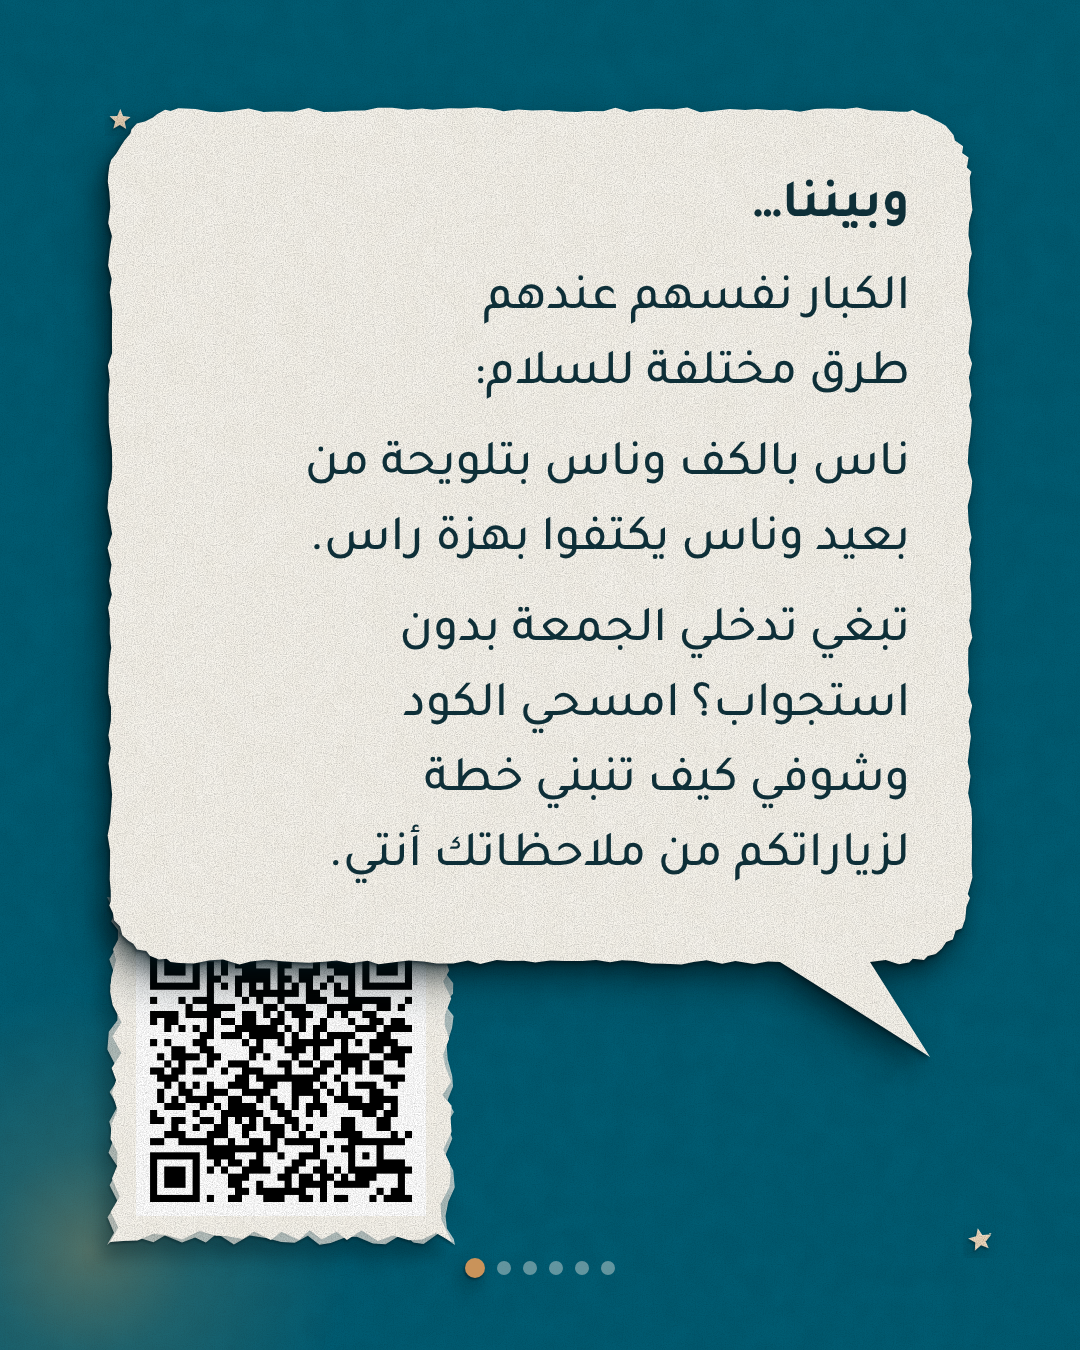 وبيننا...
الكبار نفسهم عندهم
طرق مختلفة للسلام:
ناس بالكف وناس بتلويحة من
بعيد وناس يكتفوا بهزة راس.
تبغي تدخلي الجمعة بدون
استجواب؟ امسحي الكود
وشوفي كيف تنبني خطة
لزياراتكم من ملاحظاتك أنتي.